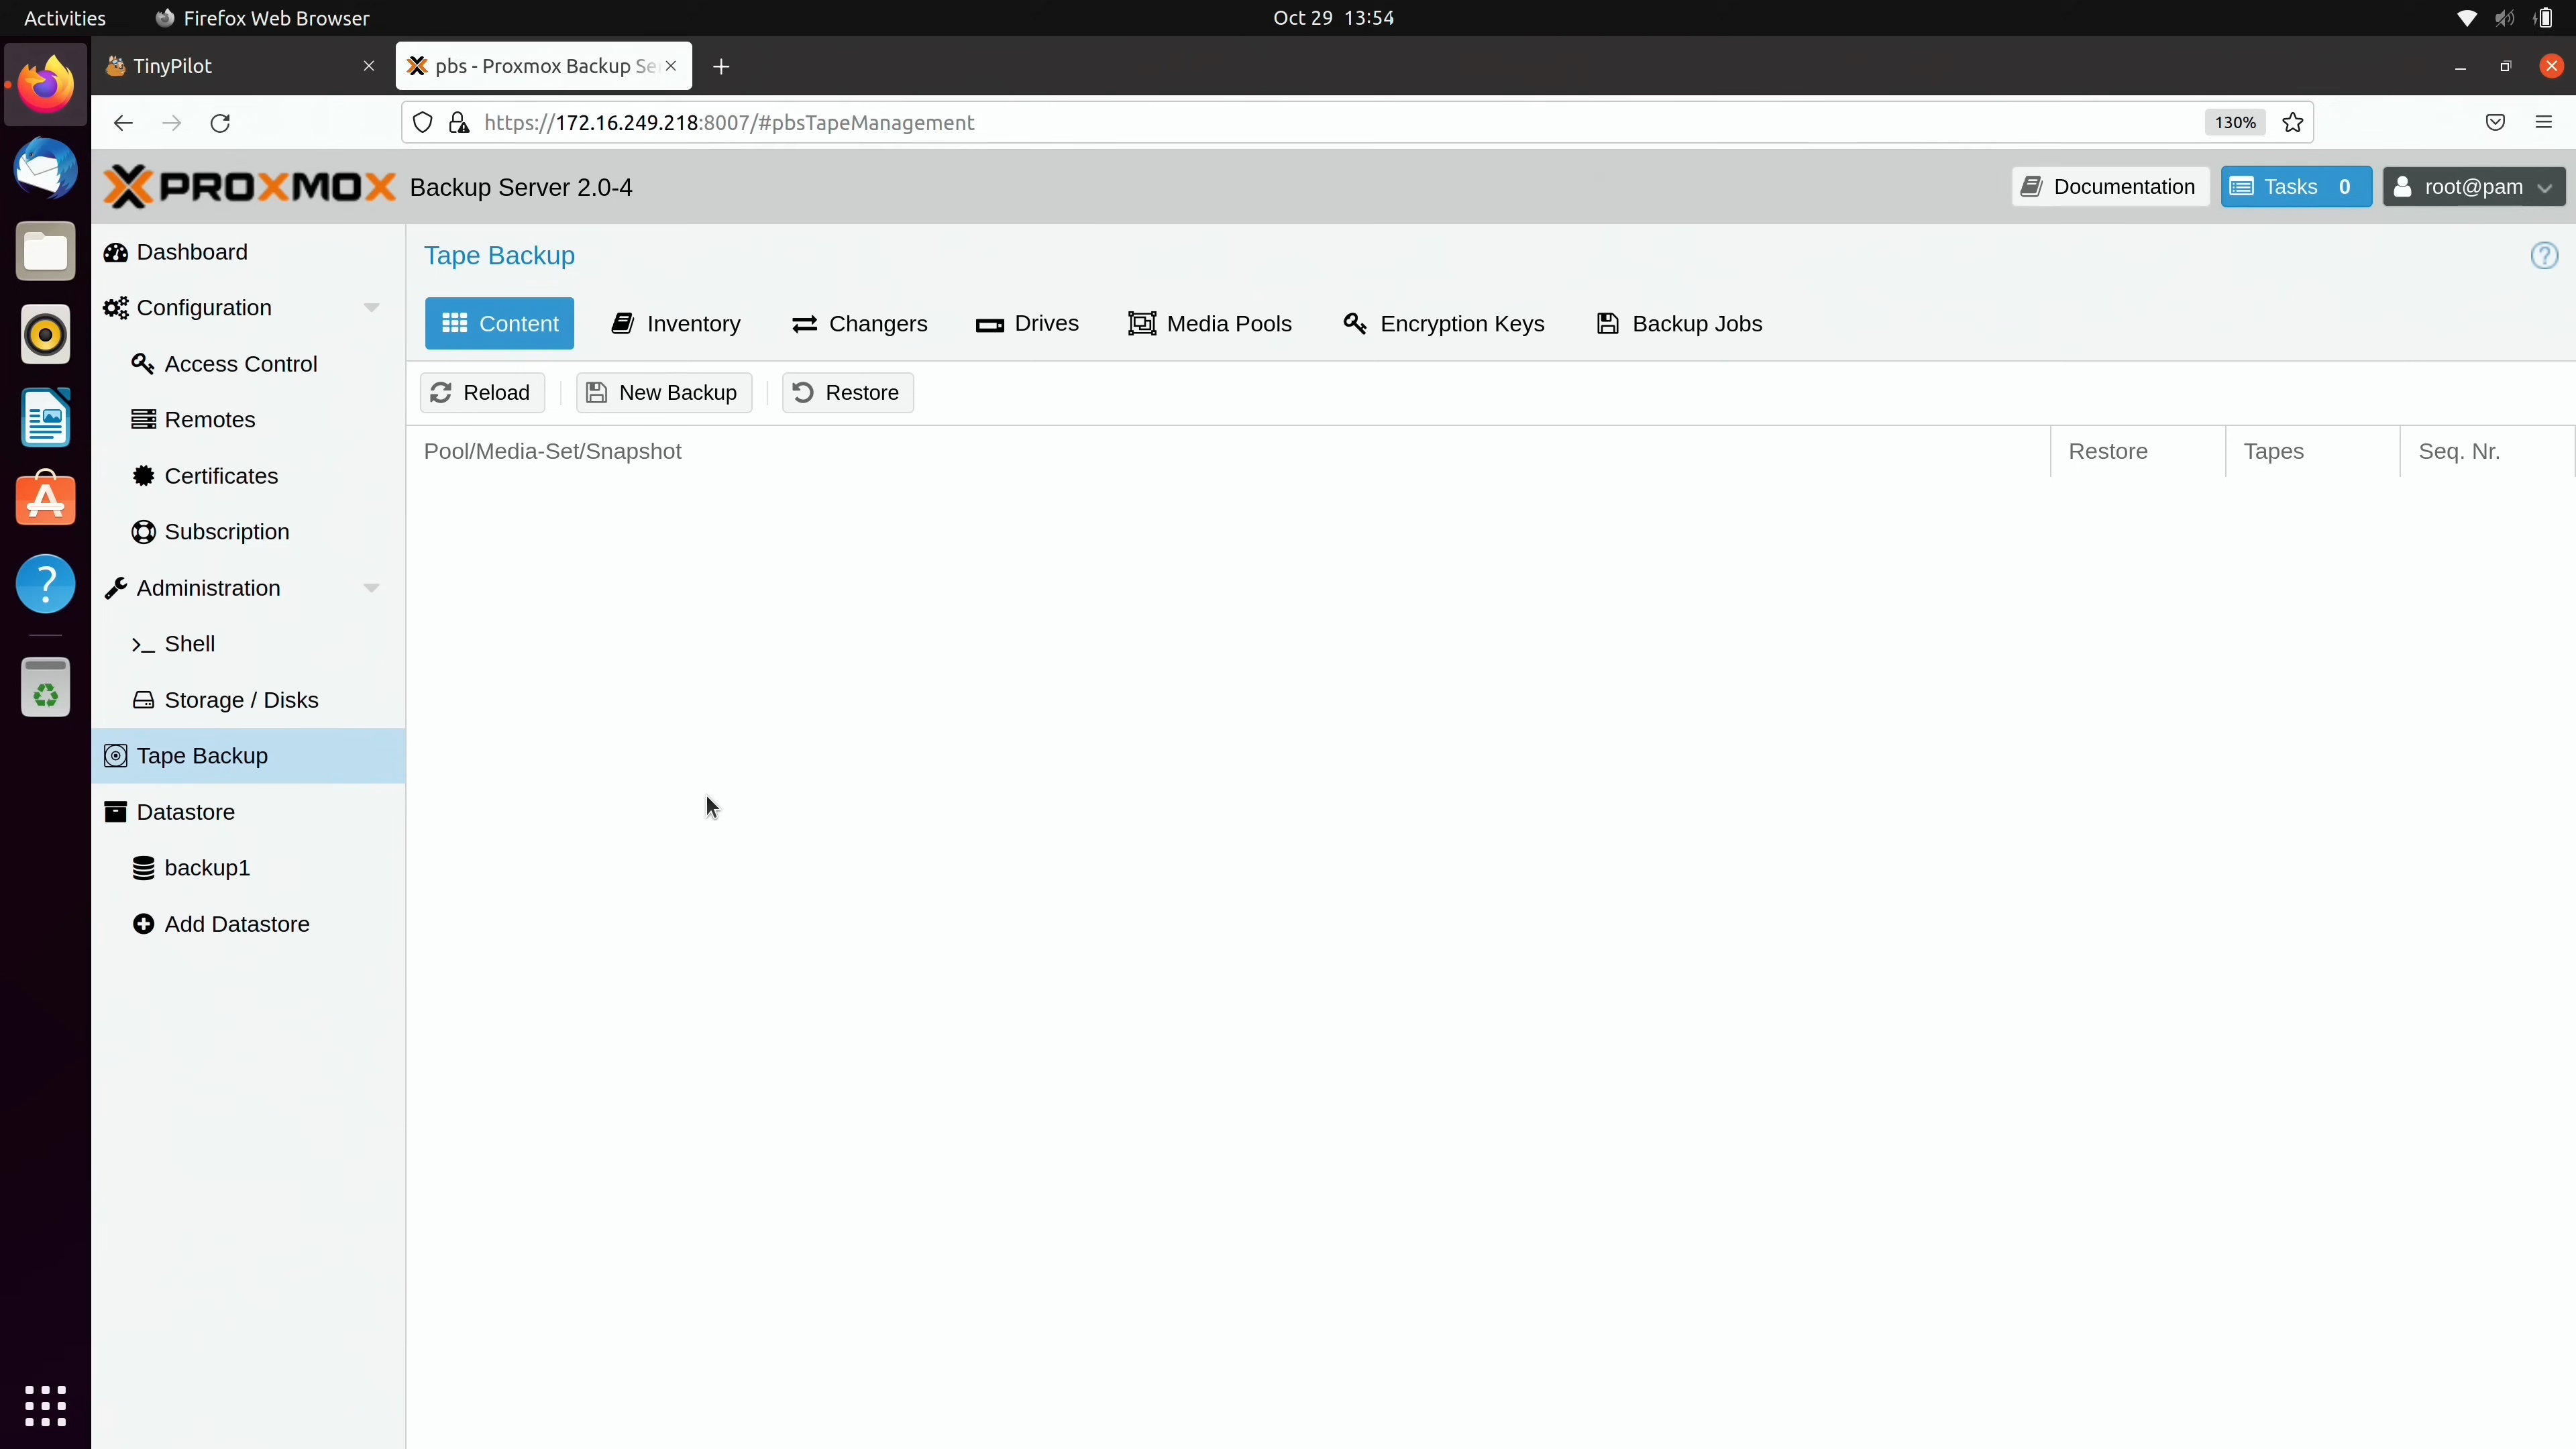 Activities Firefox Web Browser Oct 29 13:54
TinyPilot pbs - Proxmox Backup Se
https://172.16.249.218:8007/#pbsTapeManagement 130%
PROXMOX Backup Server 2.0-4 Documentation Tasks 0 root@pam
Dashboard
Configuration
Access Control
Remotes
Certificates
Subscription
Administration
Shell
Storage / Disks
Tape Backup
Datastore
backup1
Add Datastore
Tape Backup
Content Inventory Changers Drives Media Pools Encryption Keys Backup Jobs
Reload New Backup Restore
Pool/Media-Set/Snapshot Restore Tapes Seq. Nr.